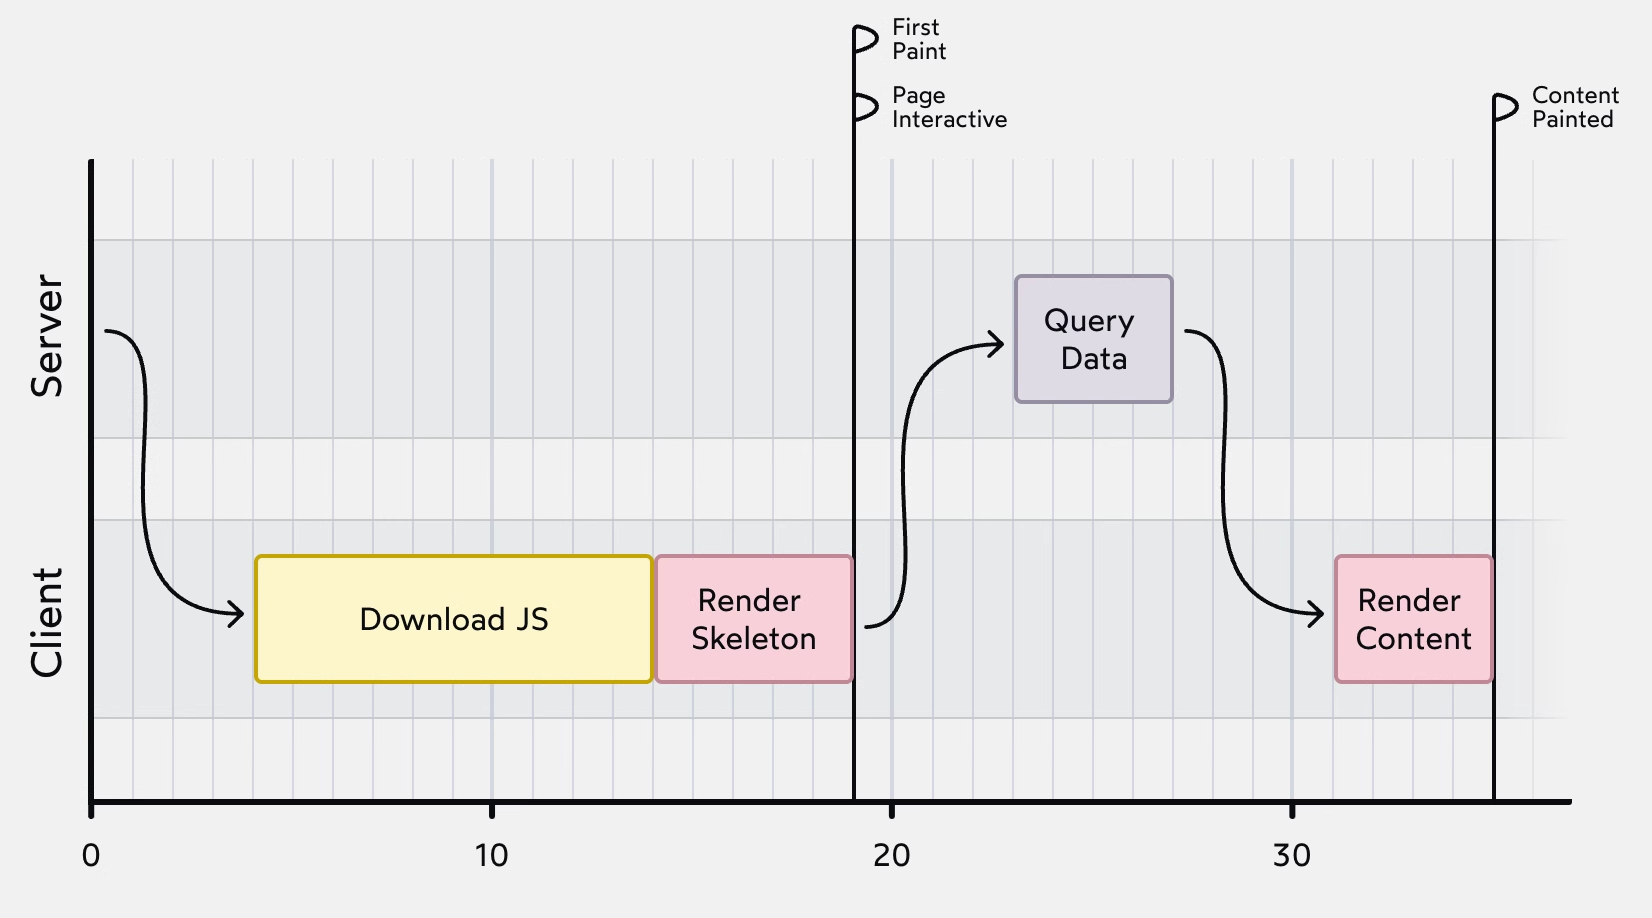 First
Paint
Page
Interactive
Content
Painted
Server
Query
Data
Client
Download JS
Render
Skeleton
Render
Content
0
10
20
30